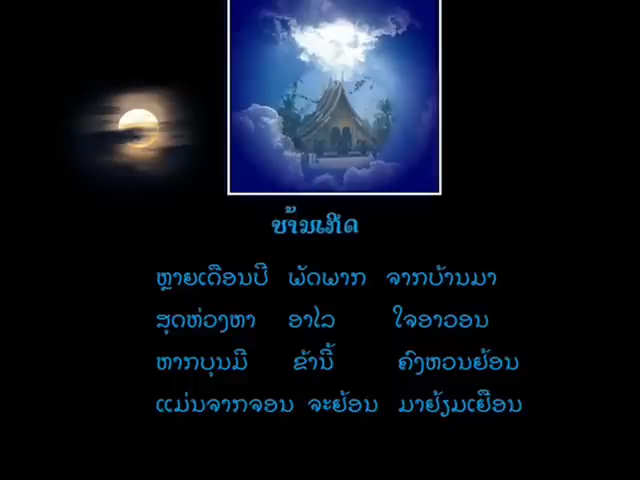 ບ້ານເກີດ
ຫຼາຍເດືອນປີ ພັດພາກ ຈາກບ້ານມາ
ສຸດຫ່ວງຫາ ອາໄລ ໃຈອາວອນ
ຫາກບຸນມີ ຂ້ານີ້ ຄົງຫວນຢ້ອນ
ແມ່ນຈາກຈອນ ຈະຢ້ອນ ມາຢ້ຽມເຢືອນ